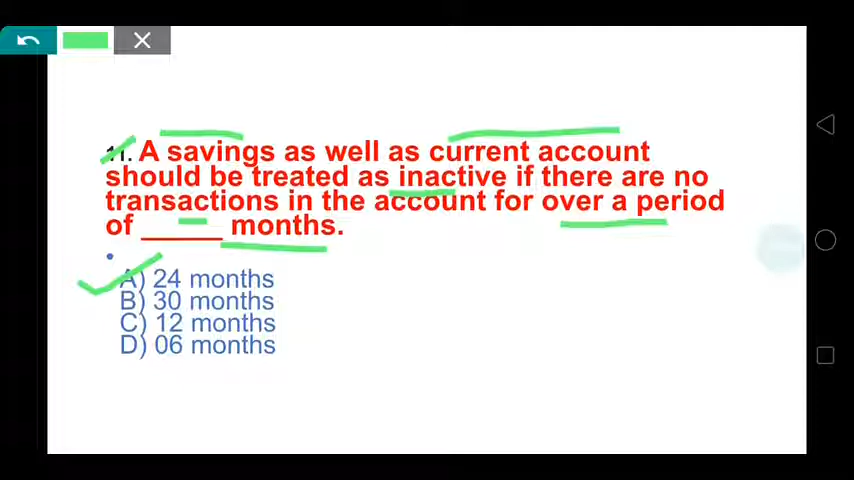 11. A savings as well as current account
should be treated as inactive if there are no
transactions in the account for over a period
of ______ months.
•
A) 24 months
B) 30 months
C) 12 months
D) 06 months